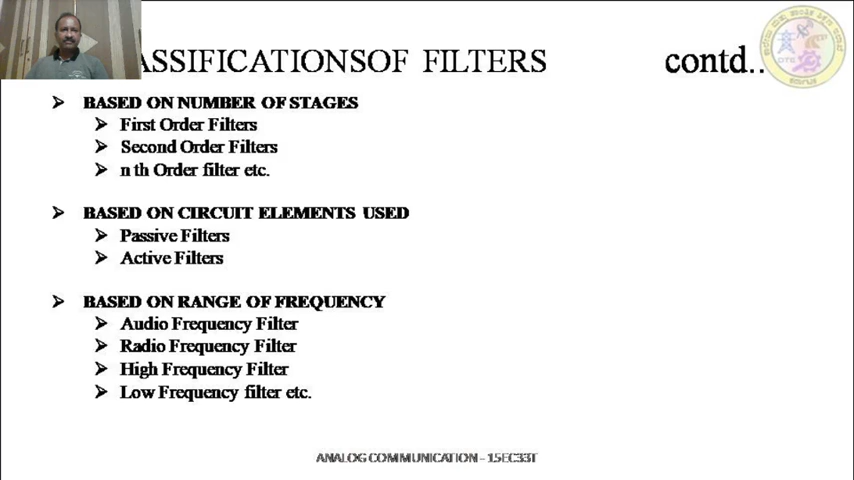 ASSIFICATIONSOF FILTERS contd..
➢ BASED ON NUMBER OF STAGES
➢ First Order Filters
➢ Second Order Filters
➢ n th Order filter etc.
➢ BASED ON CIRCUIT ELEMENTS USED
➢ Passive Filters
➢ Active Filters
➢ BASED ON RANGE OF FREQUENCY
➢ Audio Frequency Filter
➢ Radio Frequency Filter
➢ High Frequency Filter
➢ Low Frequency filter etc.
DTE
ANALOG COMMUNICATION – 15EC33T